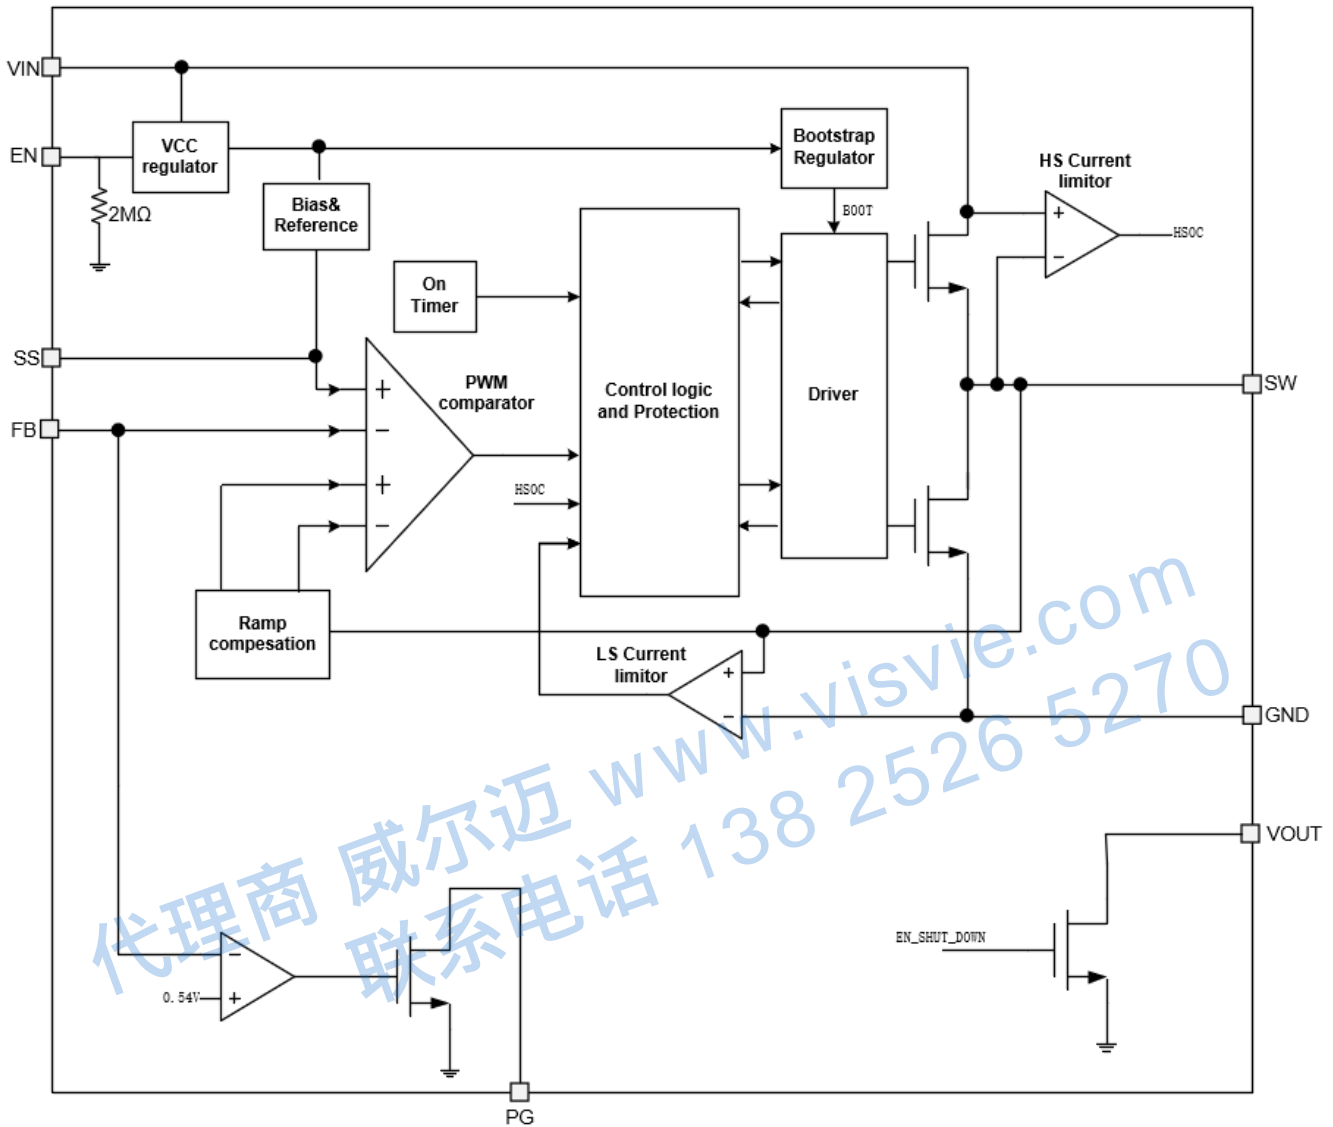 VIN
EN
VCC
regulator
2MΩ
Bias&
Reference
Bootstrap
Regulator
BOOT
HS Current
limitor
+
−
HSOC
On
Timer
SS
FB
PWM
comparator
+
−
+
−
HSOC
Control logic
and Protection
Driver
SW
Ramp
compesation
LS Current
limitor
+
−
GND
VOUT
EN_SHUT_DOWN
0.54V
−
+
PG
代理商 威尔迈 www.visvie.com
联系电话 138 2526 5270